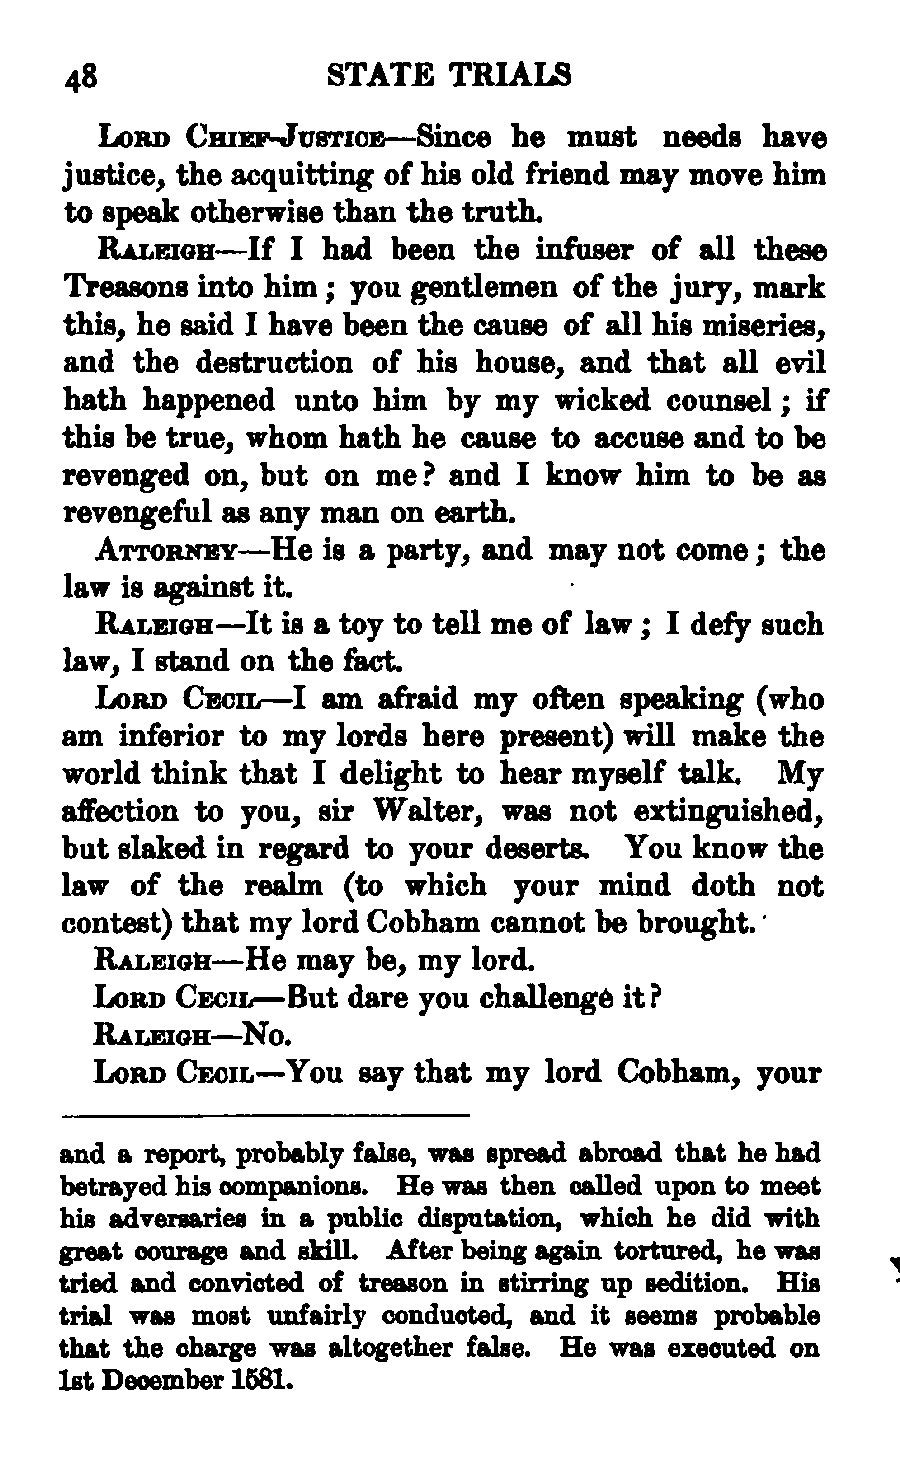 48 STATE TRIALS
LORD CHIEF-JUSTICE—Since he must needs have
justice, the acquitting of his old friend may move him
to speak otherwise than the truth.
RALEIGH—If I had been the infuser of all these
Treasons into him; you gentlemen of the jury, mark
this, he said I have been the cause of all his miseries,
and the destruction of his house, and that all evil
hath happened unto him by my wicked counsel; if
this be true, whom hath he cause to accuse and to be
revenged on, but on me? and I know him to be as
revengeful as any man on earth.
ATTORNEY—He is a party, and may not come; the
law is against it.
RALEIGH—It is a toy to tell me of law; I defy such
law, I stand on the fact.
LORD CECIL—I am afraid my often speaking (who
am inferior to my lords here present) will make the
world think that I delight to hear myself talk. My
affection to you, sir Walter, was not extinguished,
but slaked in regard to your deserts. You know the
law of the realm (to which your mind doth not
contest) that my lord Cobham cannot be brought.
RALEIGH—He may be, my lord.
LORD CECIL—But dare you challenge it?
RALEIGH—No.
LORD CECIL—You say that my lord Cobham, your
and a report, probably false, was spread abroad that he had
betrayed his companions. He was then called upon to meet
his adversaries in a public disputation, which he did with
great courage and skill. After being again tortured, he was
tried and convicted of treason in stirring up sedition. His
trial was most unfairly conducted, and it seems probable
that the charge was altogether false. He was executed on
1st December 1581.